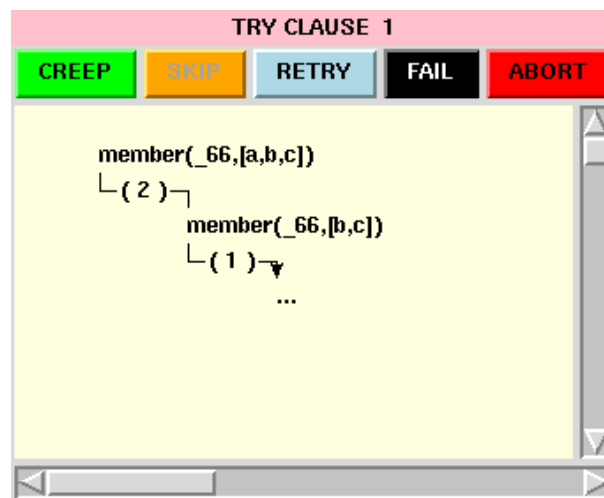 TRY CLAUSE 1
CREEP SKIP RETRY FAIL ABORT
member(_66,[a,b,c])
( 2 )
member(_66,[b,c])
( 1 )
...